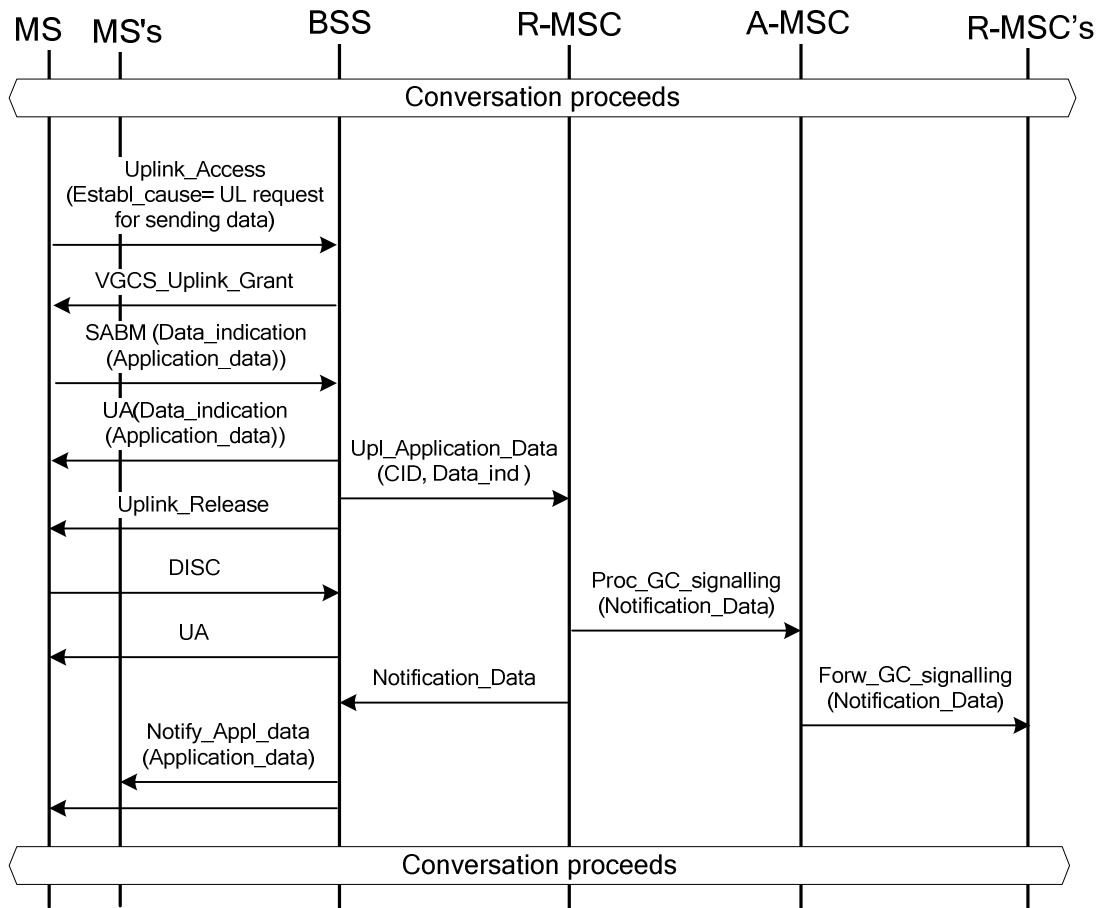 MS MS's BSS R-MSC A-MSC R-MSC's
Conversation proceeds
Uplink_Access
(Establ_cause= UL request
for sending data)
VGCS_Uplink_Grant
SABM (Data_indication
(Application_data))
UA(Data_indication
(Application_data))
Upl_Application_Data
(CID, Data_ind )
Uplink_Release
DISC
Proc_GC_signalling
(Notification_Data)
UA
Notification_Data
Forw_GC_signalling
(Notification_Data)
Notify_Appl_data
(Application_data)
Conversation proceeds